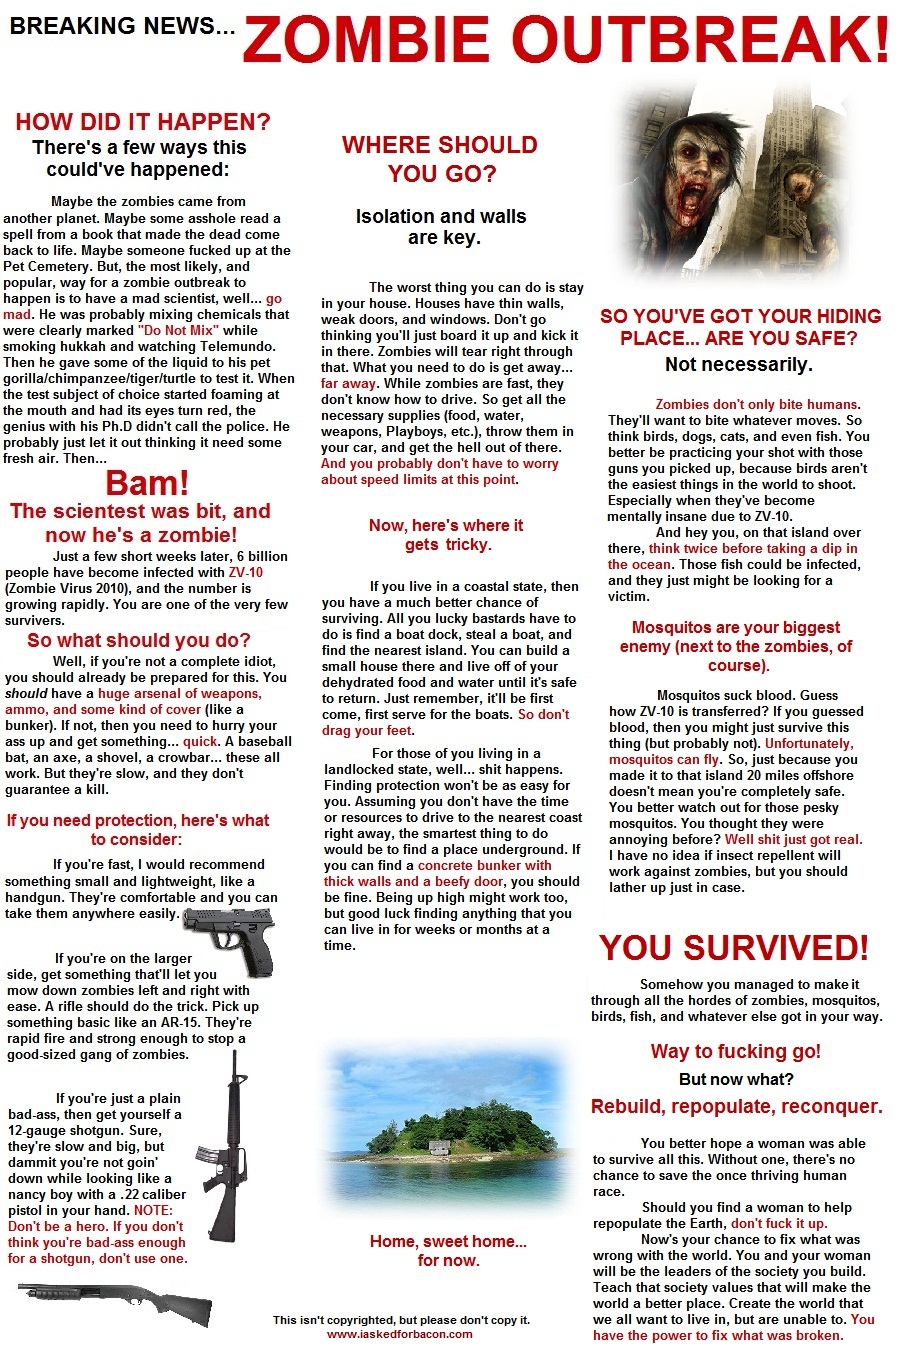 BREAKING NEWS...
ZOMBIE OUTBREAK!
HOW DID IT HAPPEN?
There's a few ways this
could've happened:
Maybe the zombies came from
another planet. Maybe some asshole read a
spell from a book that made the dead come
back to life. Maybe someone fucked up at the
Pet Cemetery. But, the most likely, and
popular, way for a zombie outbreak to
happen is to have a mad scientist, well... go
mad. He was probably mixing chemicals that
were clearly marked "Do Not Mix" while
smoking hukkah and watching Telemundo.
Then he gave some of the liquid to his pet
gorilla/chimpanzee/tiger/turtle to test it. When
the test subject of choice started foaming at
the mouth and had its eyes turn red, the
genius with his Ph.D didn't call the police. He
probably just let it out thinking it need some
fresh air. Then...
Bam!
The scientest was bit, and
now he's a zombie!
Just a few short weeks later, 6 billion
people have become infected with ZV-10
(Zombie Virus 2010), and the number is
growing rapidly. You are one of the very few
survivers.
So what should you do?
Well, if you're not a complete idiot,
you should already be prepared for this. You
should have a huge arsenal of weapons,
ammo, and some kind of cover (like a
bunker). If not, then you need to hurry your
ass up and get something... quick. A baseball
bat, an axe, a shovel, a crowbar... these all
work. But they're slow, and they don't
guarantee a kill.
If you need protection, here's what
to consider:
If you're fast, I would recommend
something small and lightweight, like a
handgun. They're comfortable and you can
take them anywhere easily.
If you're on the larger
side, get something that'll let you
mow down zombies left and right with
ease. A rifle should do the trick. Pick up
something basic like an AR-15. They're
rapid fire and strong enough to stop a
good-sized gang of zombies.
If you're just a plain
bad-ass, then get yourself a
12-gauge shotgun. Sure,
they're slow and big, but
dammit you're not goin'
down while looking like a
nancy boy with a .22 caliber
pistol in your hand. NOTE:
Don't be a hero. If you don't
think you're bad-ass enough
for a shotgun, don't use one.
WHERE SHOULD
YOU GO?
Isolation and walls
are key.
The worst thing you can do is stay
in your house. Houses have thin walls,
weak doors, and windows. Don't go
thinking you'll just board it up and kick it
in there. Zombies will tear right through
that. What you need to do is get away...
far away. While zombies are fast, they
don't know how to drive. So get all the
necessary supplies (food, water,
weapons, Playboys, etc.), throw them in
your car, and get the hell out of there.
And you probably don't have to worry
about speed limits at this point.
Now, here's where it
gets tricky.
If you live in a coastal state, then
you have a much better chance of
surviving. All you lucky bastards have to
do is find a boat dock, steal a boat, and
find the nearest island. You can build a
small house there and live off of your
dehydrated food and water until it's safe
to return. Just remember, it'll be first
come, first serve for the boats. So don't
drag your feet.
For those of you living in a
landlocked state, well... shit happens.
Finding protection won't be as easy for
you. Assuming you don't have the time
or resources to drive to the nearest coast
right away, the smartest thing to do
would be to find a place underground. If
you can find a concrete bunker with
thick walls and a beefy door, you should
be fine. Being up high might work too,
but good luck finding anything that you
can live in for weeks or months at a
time.
Home, sweet home...
for now.
SO YOU'VE GOT YOUR HIDING
PLACE... ARE YOU SAFE?
Not necessarily.
Zombies don't only bite humans.
They'll want to bite whatever moves. So
think birds, dogs, cats, and even fish. You
better be practicing your shot with those
guns you picked up, because birds aren't
the easiest things in the world to shoot.
Especially when they've become
mentally insane due to ZV-10.
And hey you, on that island over
there, think twice before taking a dip in
the ocean. Those fish could be infected,
and they just might be looking for a
victim.
Mosquitos are your biggest
enemy (next to the zombies, of
course).
Mosquitos suck blood. Guess
how ZV-10 is transferred? If you guessed
blood, then you might just survive this
thing (but probably not). Unfortunately,
mosquitos can fly. So, just because you
made it to that island 20 miles offshore
doesn't mean you're completely safe.
You better watch out for those pesky
mosquitos. You thought they were
annoying before? Well shit just got real.
I have no idea if insect repellent will
work against zombies, but you should
lather up just in case.
YOU SURVIVED!
Somehow you managed to make it
through all the hordes of zombies, mosquitos,
birds, fish, and whatever else got in your way.
Way to fucking go!
But now what?
Rebuild, repopulate, reconquer.
You better hope a woman was able
to survive all this. Without one, there's no
chance to save the once thriving human
race.
Should you find a woman to help
repopulate the Earth, don't fuck it up.
Now's your chance to fix what was
wrong with the world. You and your woman
will be the leaders of the society you build.
Teach that society values that will make the
world a better place. Create the world that
we all want to live in, but are unable to. You
have the power to fix what was broken.
This isn't copyrighted, but please don't copy it.
www.iaskedforbacon.com